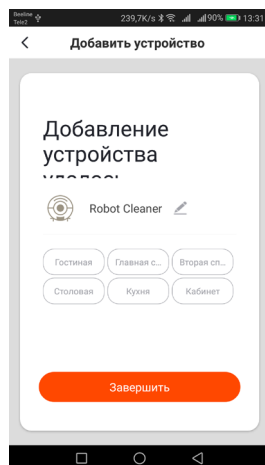 Beeline
Tele2
239,7K/s 90% 13:31
Добавить устройство
Добавление
устройства
удалось
Robot Cleaner
Гостиная Главная с... Вторая сп...
Столовая Кухня Кабинет
Завершить